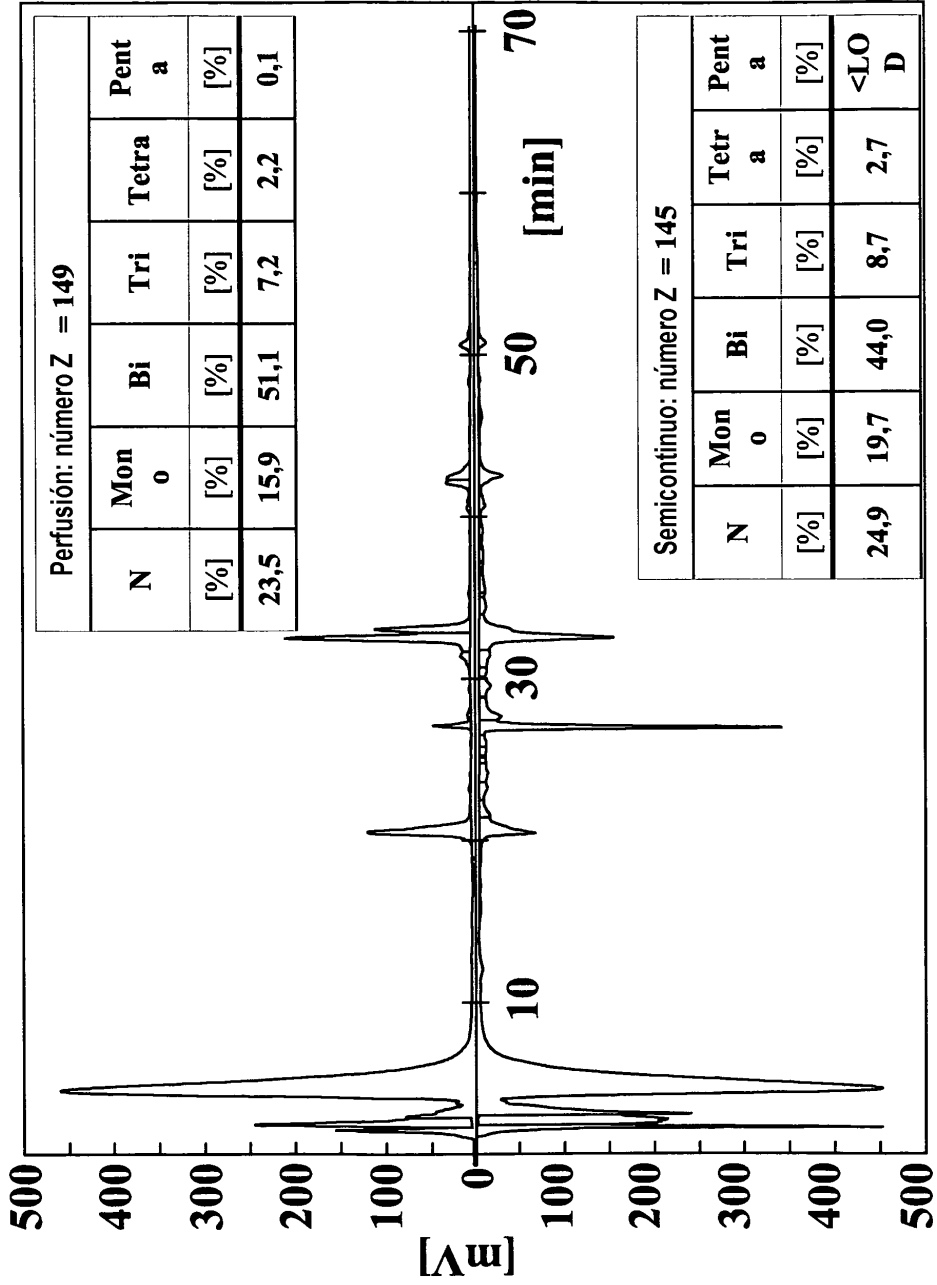 Perfusión: número Z = 149
N Mon o Bi Tri Tetra Pent a
[%] [%] [%] [%] [%] [%]
23,5 15,9 51,1 7,2 2,2 0,1
500
400
300
200
100
0
100
200
300
400
500
[mV]
10 30 50 70
[min]
Semicontinuo: número Z = 145
N Mon o Bi Tri Tetr a Pent a
[%] [%] [%] [%] [%] [%]
24,9 19,7 44,0 8,7 2,7 <LO D